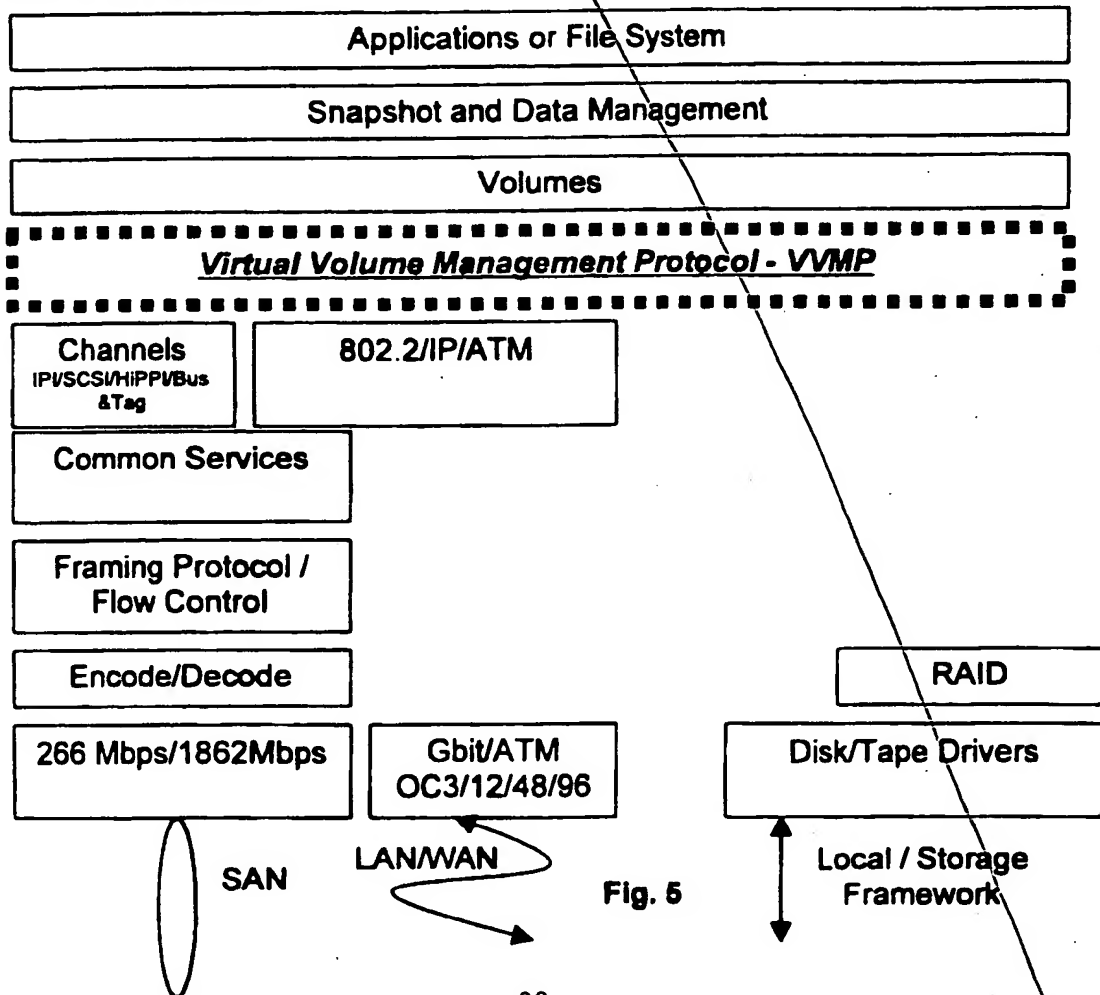 Applications or File System
Snapshot and Data Management
Volumes
Virtual Volume Management Protocol - VVMP
Channels
IPI/SCSI/HiPPI/Bus
&Tag
802.2/IP/ATM
Common Services
Framing Protocol /
Flow Control
Encode/Decode
RAID
266 Mbps/1862Mbps
Gbit/ATM
OC3/12/48/96
Disk/Tape Drivers
SAN
LAN/WAN
Local / Storage
Framework
Fig. 5